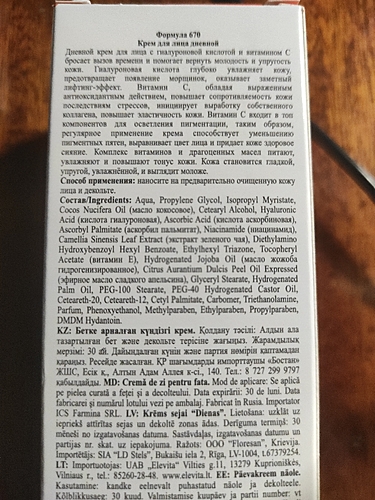 Формула 670
Крем для лица дневной
Дневной крем для лица с гиалуроновой кислотой и витамином С
бросает вызов времени и помогает вернуть молодость и упругость
кожи. Гиалуроновая кислота глубоко увлажняет кожу,
предотвращает появление морщинок, оказывает заметный
лифтинг-эффект. Витамин С, обладая выраженным
антиоксидантным действием, повышает сопротивляемость кожи
последствиям стрессов, инициирует выработку собственного
коллагена, повышает эластичность кожи. Витамин С входит в топ
компонентов для осветления пигментации, таким образом,
регулярное применение крема способствует уменьшению
пигментных пятен, выравнивает цвет лица и придает коже здоровое
сияние. Комплекс витаминов и драгоценных масел питают,
увлажняют и повышают тонус кожи. Кожа становится гладкой,
упругой, увлажнённой, и выглядит моложе.
Способ применения: наносите на предварительно очищенную кожу
лица и декольте.
Состав/Ingredients: Aqua, Propylene Glycol, Isopropyl Myristate,
Cocos Nucifera Oil (масло кокосовое), Cetearyl Alcohol, Hyaluronic
Acid (кислота гиалуроновая), Ascorbic Acid (кислота аскорбиновая),
Ascorbyl Palmitate (аскорбил пальмитат), Niacinamide (ниацинамид),
Camellia Sinensis Leaf Extract (экстракт зеленого чая), Diethylamino
Hydroxybenzoyl Hexyl Benzoate, Ethylhexyl Triazone, Tocopheryl
Acetate (витамин Е), Hydrogenated Jojoba Oil (масло жожоба
гидрогенизированное), Citrus Aurantium Dulcis Peel Oil Expressed
(эфирное масло сладкого апельсина), Glyceryl Stearate, Hydrogenated
Palm Oil, PEG-100 Stearate, PEG-40 Hydrogenated Castor Oil,
Ceteareth-20, Ceteareth-12, Cetyl Palmitate, Carbomer, Triethanolamine,
Parfum, Phenoxyethanol, Methylparaben, Ethylparaben, Propylparaben,
DMDM Hydantoin.
KZ: Бетке арналған күндізгі крем. Қолдану тәсілі: Алдын ала
тазартылған бет және декольте терісіне жағыңыз. Жарамдылық
мерзімі: 30 ай. Дайындалған күнін және партия нөмірін қаптамадан
қараңыз. Ресейде жасалған. ҚР шағымдарды импорттаушы «Бостан»
ЖШС, Есік қ., Алтын Адам Аллея к-сі, 140. Тел.: 8 727 299 9797
қабылдайды. MD: Cremă de zi pentru fata. Mod de aplicare: Se aplică
pe pielea curată a feței și a decolteului. Data expirării: 30 de luni. Data
fabricarei și numărul lotului vezi pe ambalaj. Fabricat în Rusia. Importator
ICS Farmina SRL. LV: Krēms sejai "Dienas". Lietošana: uzklāt uz
iepriekš attīrītas sejas un dekoltē zonas ādas. Derīguma termiņš: 30
mēneši no izgatavošanas datuma. Sastāvdaļas, izgatavošanas datumu un
partijas nr. skat. uz iepakojuma. Ražots: ООО "Floresan", Krievija.
Importētājs: SIA "LD Stels", Bukaišu iela 2, Rīga, LV-1004, t.67379254.
LT: Importuotojas: UAB „Elevita" Vilties g.11, 13279 Kuprioniškės,
Vilniaus r., tel.: 85260-28-48. www.elevita.lt. EE: Päevakreem näole.
Kasutamine: kandke eelnevalt puhastatud näole ja dekolteele.
Kõlblikkusaeg: 30 kuud. Valmistamise kuupäev ja partii number: vt